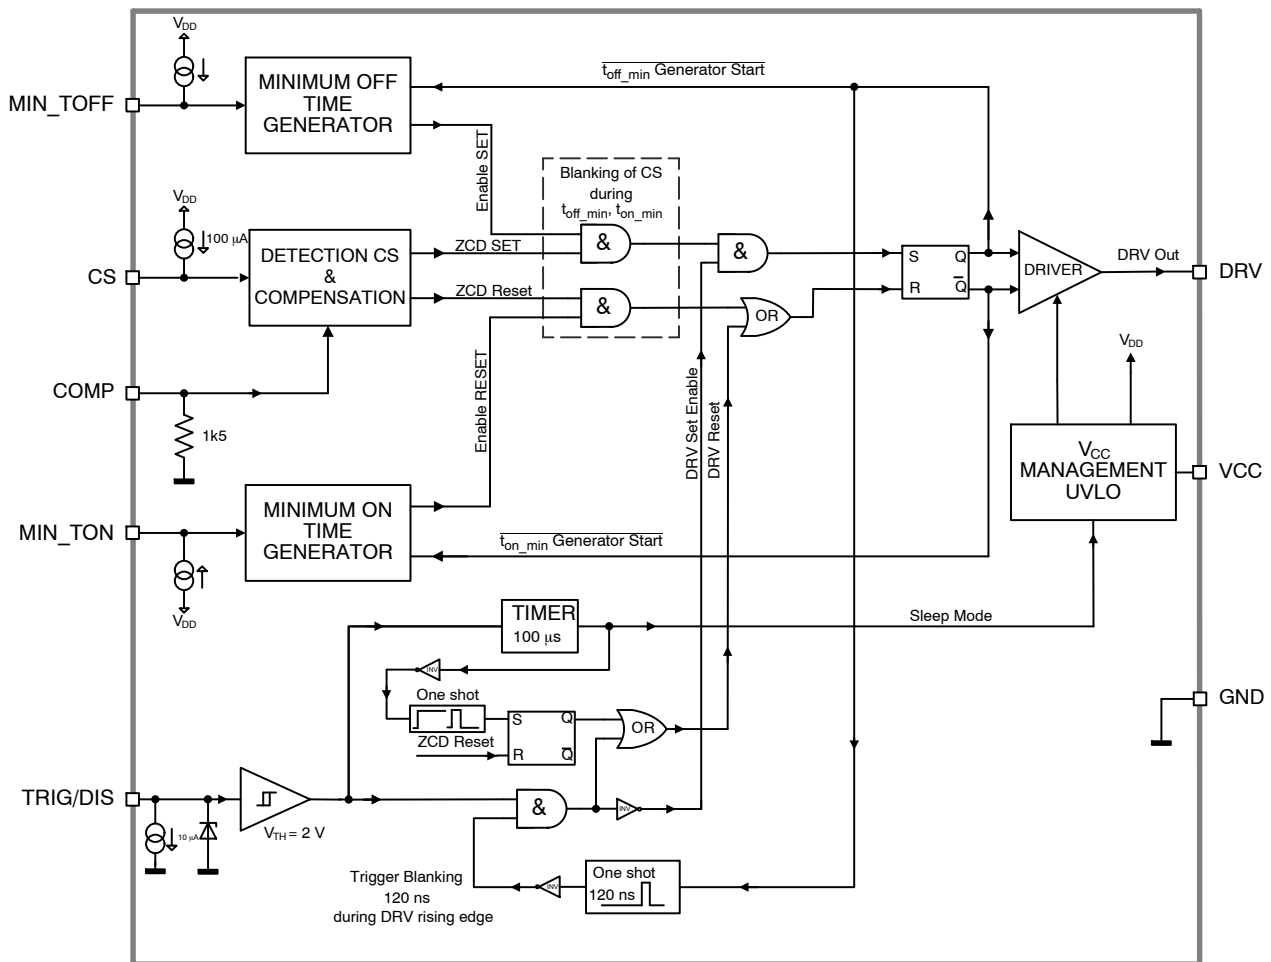 VDD
MIN_TOFF
MINIMUM OFF
TIME
GENERATOR
toff_min Generator Start
Enable SET
Blanking of CS
during
toff_min, ton_min
VDD
100 µA
CS
DETECTION CS
&
COMPENSATION
ZCD SET
ZCD Reset
&
&
&
OR
S
Q
R
Q
DRIVER
DRV Out
DRV
COMP
1k5
Enable RESET
DRV Set Enable
DRV Reset
VDD
VCC
MANAGEMENT
UVLO
VCC
MIN_TON
MINIMUM ON
TIME
GENERATOR
ton_min Generator Start
VDD
TIMER
100 µs
Sleep Mode
INV
One shot
ZCD Reset
S
Q
R
Q
OR
GND
TRIG/DIS
10 µA
VTH = 2 V
&
INV
Trigger Blanking
120 ns
during DRV rising edge
INV
One shot
120 ns